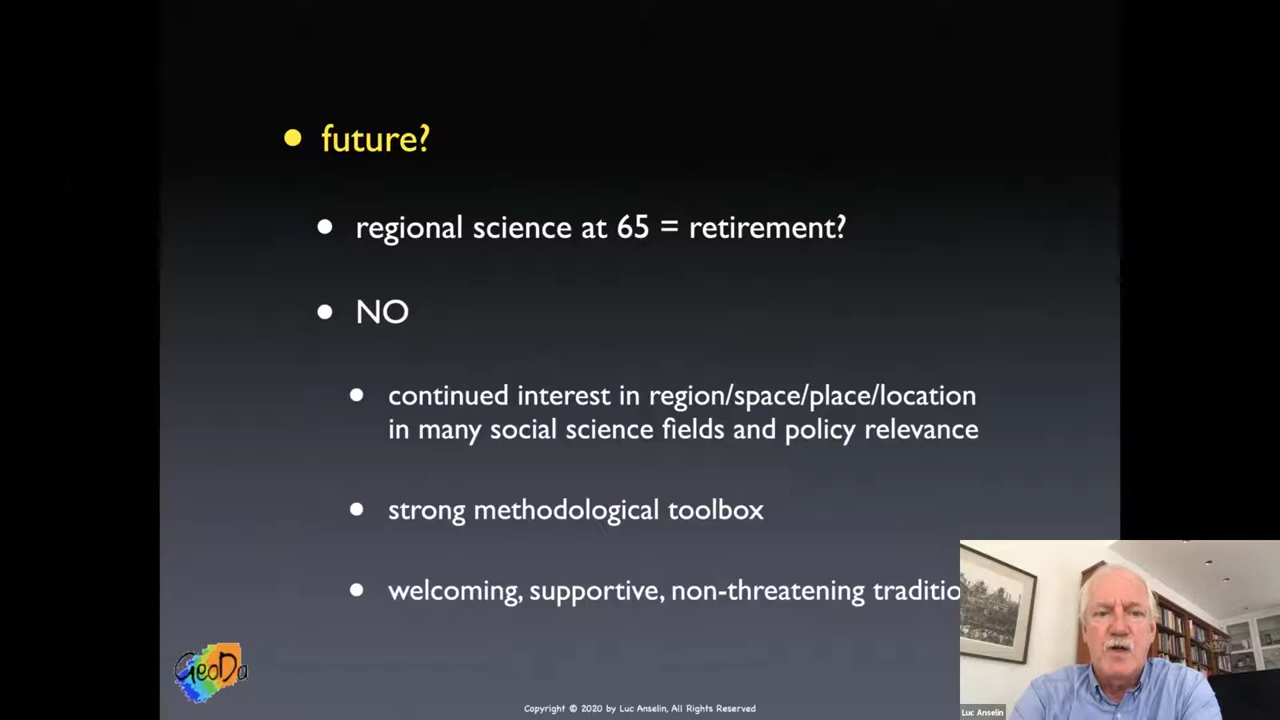 future?
regional science at 65 = retirement?
NO
continued interest in region/space/place/location
in many social science fields and policy relevance
strong methodological toolbox
welcoming, supportive, non-threatening traditio
GeoDa
Copyright © 2020 by Luc Anselin, All Rights Reserved
Luc Anselin